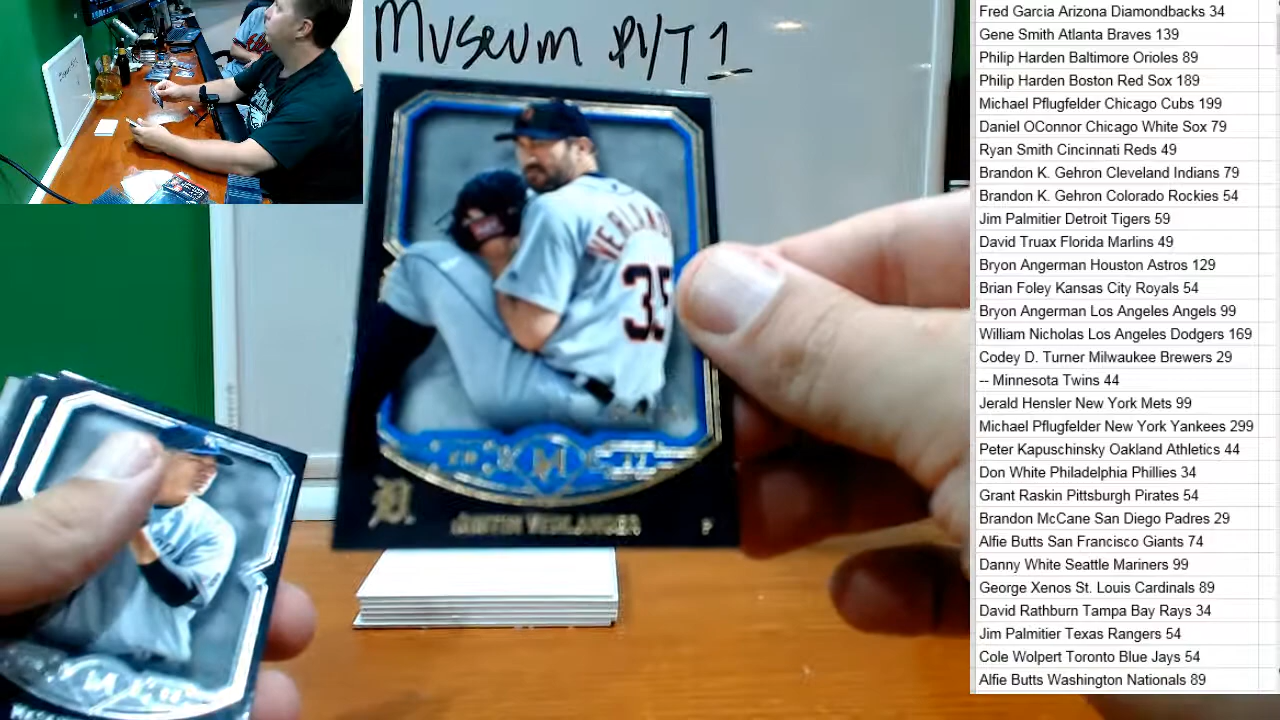 Museum PYT 1
VERLAND
35
JUSTIN VERLANDER P
Fred Garcia Arizona Diamondbacks 34
Gene Smith Atlanta Braves 139
Philip Harden Baltimore Orioles 89
Philip Harden Boston Red Sox 189
Michael Pflugfelder Chicago Cubs 199
Daniel OConnor Chicago White Sox 79
Ryan Smith Cincinnati Reds 49
Brandon K. Gehron Cleveland Indians 79
Brandon K. Gehron Colorado Rockies 54
Jim Palmitier Detroit Tigers 59
David Truax Florida Marlins 49
Bryon Angerman Houston Astros 129
Brian Foley Kansas City Royals 54
Bryon Angerman Los Angeles Angels 99
William Nicholas Los Angeles Dodgers 169
Codey D. Turner Milwaukee Brewers 29
-- Minnesota Twins 44
Jerald Hensler New York Mets 99
Michael Pflugfelder New York Yankees 299
Peter Kapuschinsky Oakland Athletics 44
Don White Philadelphia Phillies 34
Grant Raskin Pittsburgh Pirates 54
Brandon McCane San Diego Padres 29
Alfie Butts San Francisco Giants 74
Danny White Seattle Mariners 99
George Xenos St. Louis Cardinals 89
David Rathburn Tampa Bay Rays 34
Jim Palmitier Texas Rangers 54
Cole Wolpert Toronto Blue Jays 54
Alfie Butts Washington Nationals 89